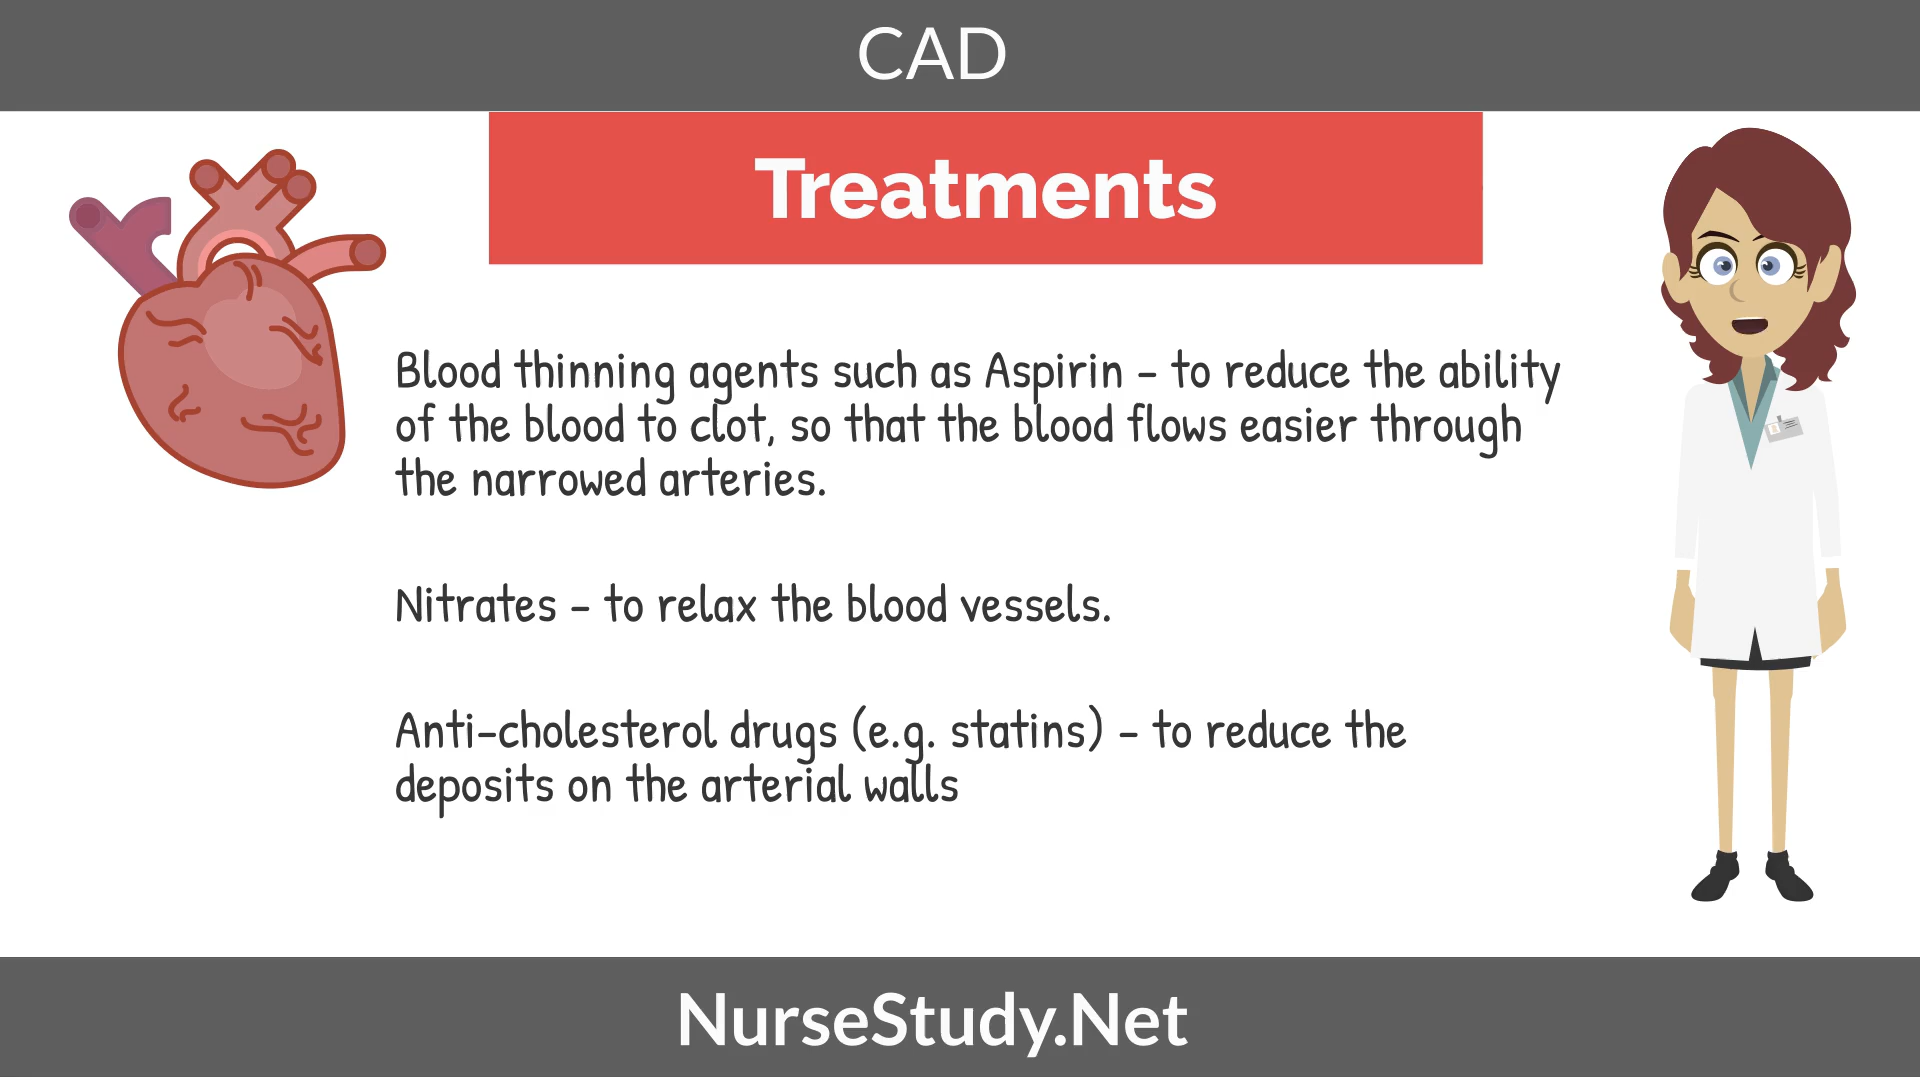 CAD
Treatments
Blood thinning agents such as Aspirin - to reduce the ability
of the blood to clot, so that the blood flows easier through
the narrowed arteries.
Nitrates - to relax the blood vessels.
Anti-cholesterol drugs (e.g. statins) - to reduce the
deposits on the arterial walls
NurseStudy.Net